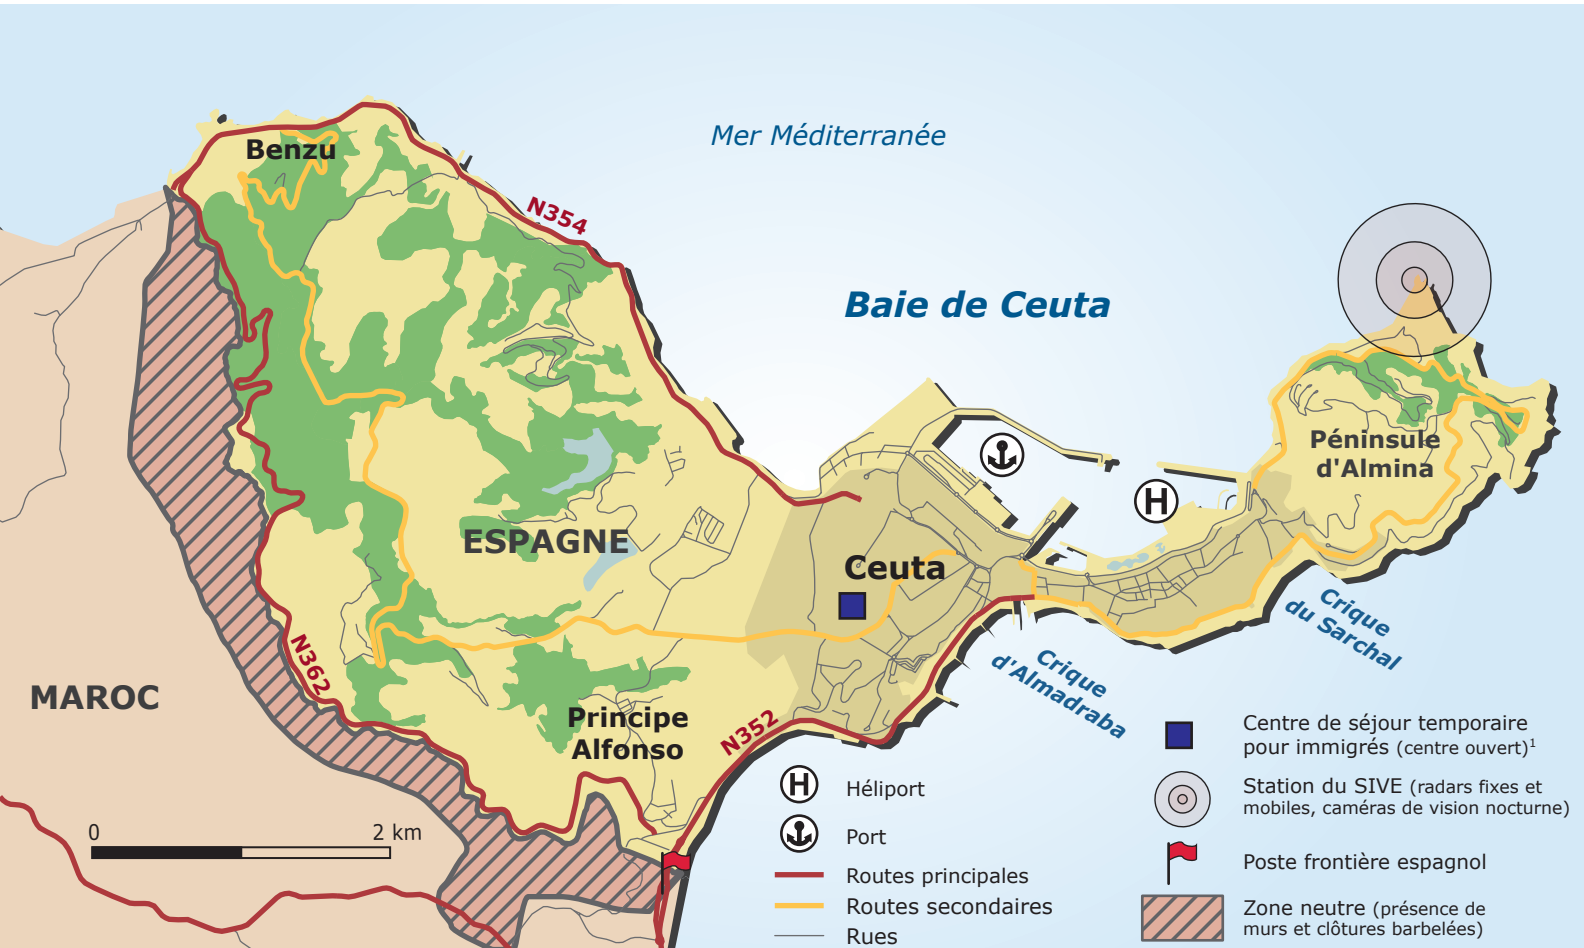 Mer Méditerranée
Benzu
N354
Baie de Ceuta
Péninsule
d'Almina
H
ESPAGNE
Ceuta
Crique
du Sarchal
Crique
d'Almadraba
N362
MAROC
Principe
Alfonso
N352
0 2 km
H Héliport
Port
Routes principales
Routes secondaires
Rues
Centre de séjour temporaire
pour immigrés (centre ouvert)¹
Station du SIVE (radars fixes et
mobiles, caméras de vision nocturne)
Poste frontière espagnol
Zone neutre (présence de
murs et clôtures barbelées)